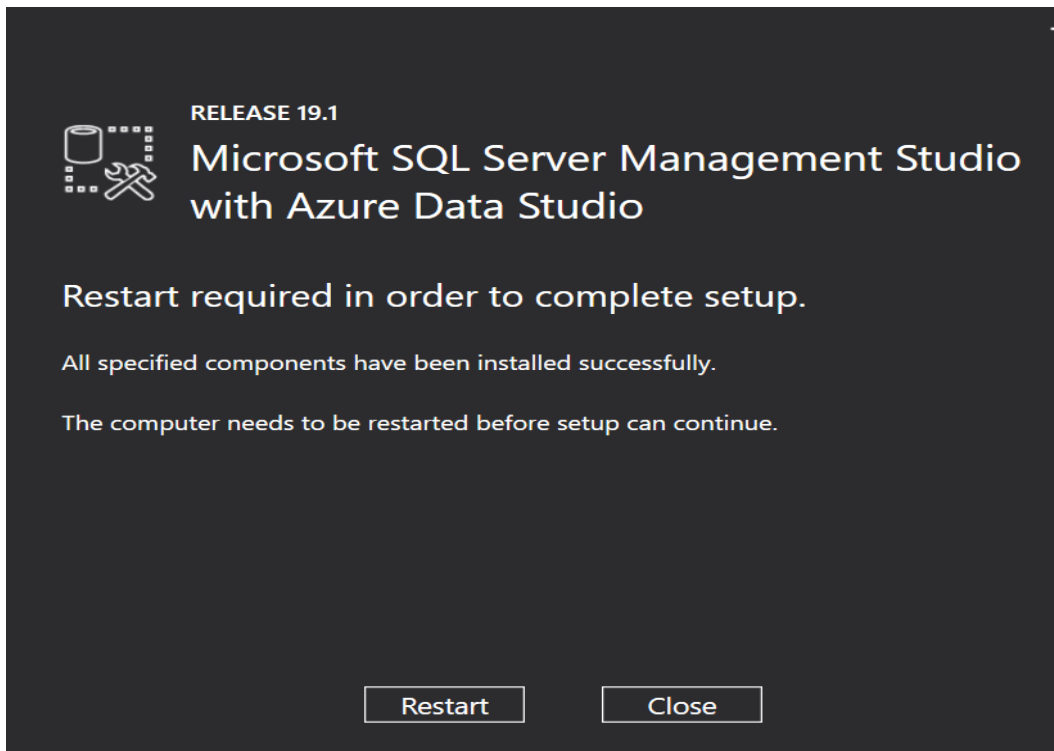 RELEASE 19.1
Microsoft SQL Server Management Studio
with Azure Data Studio
Restart required in order to complete setup.
All specified components have been installed successfully.
The computer needs to be restarted before setup can continue.
Restart
Close